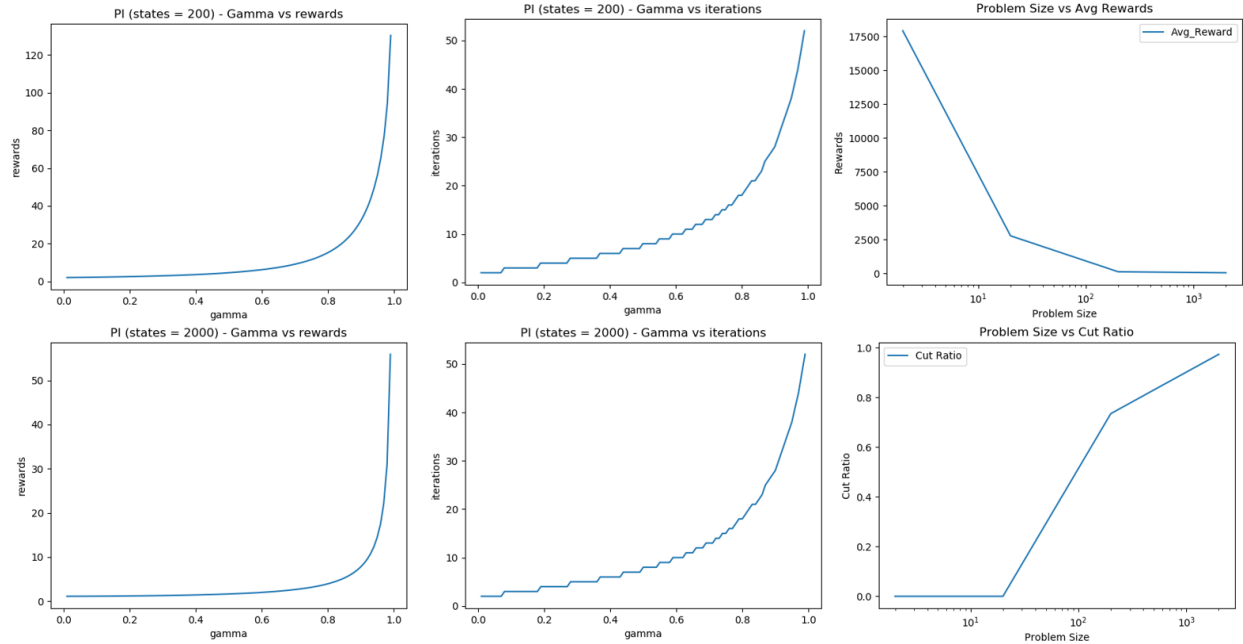 PI (states = 200) - Gamma vs rewards
rewards
120
100
80
60
40
20
0
0.0 0.2 0.4 0.6 0.8 1.0
gamma
PI (states = 200) - Gamma vs iterations
iterations
50
40
30
20
10
0
0.0 0.2 0.4 0.6 0.8 1.0
gamma
Problem Size vs Avg Rewards
Avg_Reward
Rewards
17500
15000
12500
10000
7500
5000
2500
0
10¹ 10² 10³
Problem Size
PI (states = 2000) - Gamma vs rewards
rewards
50
40
30
20
10
0
0.0 0.2 0.4 0.6 0.8 1.0
gamma
PI (states = 2000) - Gamma vs iterations
iterations
50
40
30
20
10
0
0.0 0.2 0.4 0.6 0.8 1.0
gamma
Problem Size vs Cut Ratio
Cut Ratio
Cut Ratio
1.0
0.8
0.6
0.4
0.2
0.0
10¹ 10² 10³
Problem Size